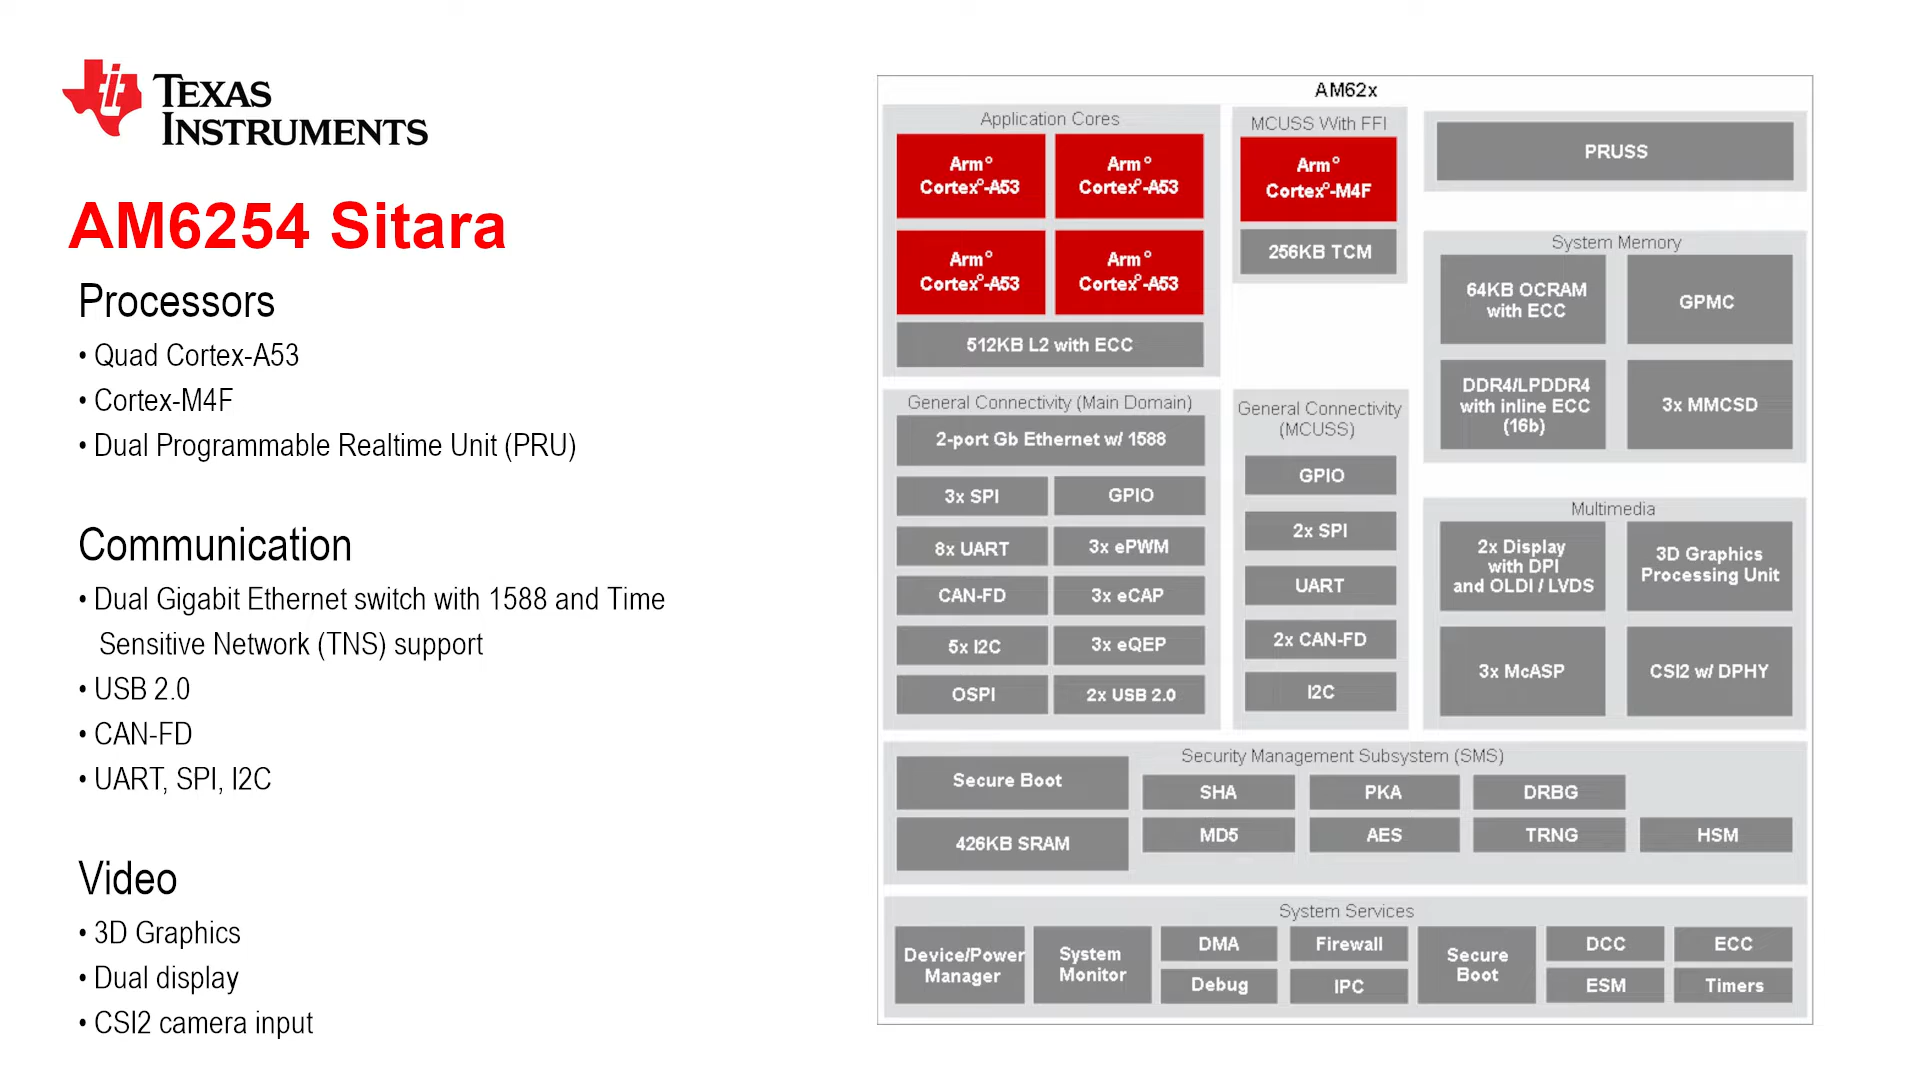 TEXAS
INSTRUMENTS
AM6254 Sitara
Processors
• Quad Cortex-A53
• Cortex-M4F
• Dual Programmable Realtime Unit (PRU)
Communication
• Dual Gigabit Ethernet switch with 1588 and Time
Sensitive Network (TNS) support
• USB 2.0
• CAN-FD
• UART, SPI, I2C
Video
• 3D Graphics
• Dual display
• CSI2 camera input
AM62x
Application Cores
Arm°
Cortex°-A53
Arm°
Cortex°-A53
Arm°
Cortex°-A53
Arm°
Cortex°-A53
512KB L2 with ECC
MCUSS With FFI
Arm°
Cortex°-M4F
256KB TCM
PRUSS
System Memory
64KB OCRAM
with ECC
GPMC
DDR4/LPDDR4
with inline ECC
(16b)
3x MMCSD
General Connectivity (Main Domain)
2-port Gb Ethernet w/ 1588
3x SPI
GPIO
8x UART
3x ePWM
CAN-FD
3x eCAP
5x I2C
3x eQEP
OSPI
2x USB 2.0
General Connectivity
(MCUSS)
GPIO
2x SPI
UART
2x CAN-FD
I2C
Multimedia
2x Display
with DPI
and OLDI / LVDS
3D Graphics
Processing Unit
3x McASP
CSI2 w/ DPHY
Security Management Subsystem (SMS)
Secure Boot
426KB SRAM
SHA
PKA
DRBG
MD5
AES
TRNG
HSM
System Services
Device/Power
Manager
System
Monitor
DMA
Debug
Firewall
IPC
Secure
Boot
DCC
ESM
ECC
Timers